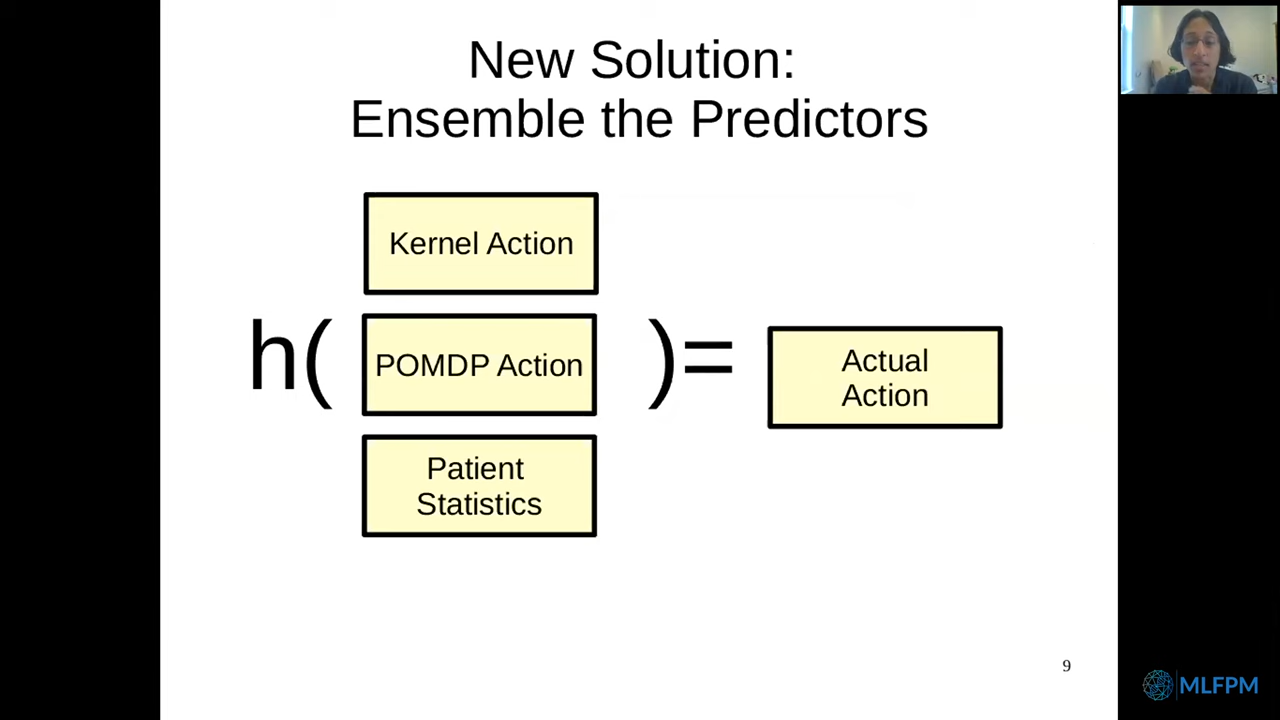 New Solution:
Ensemble the Predictors
Kernel Action
h(
POMDP Action
)=
Actual
Action
Patient
Statistics
9
MLFPM